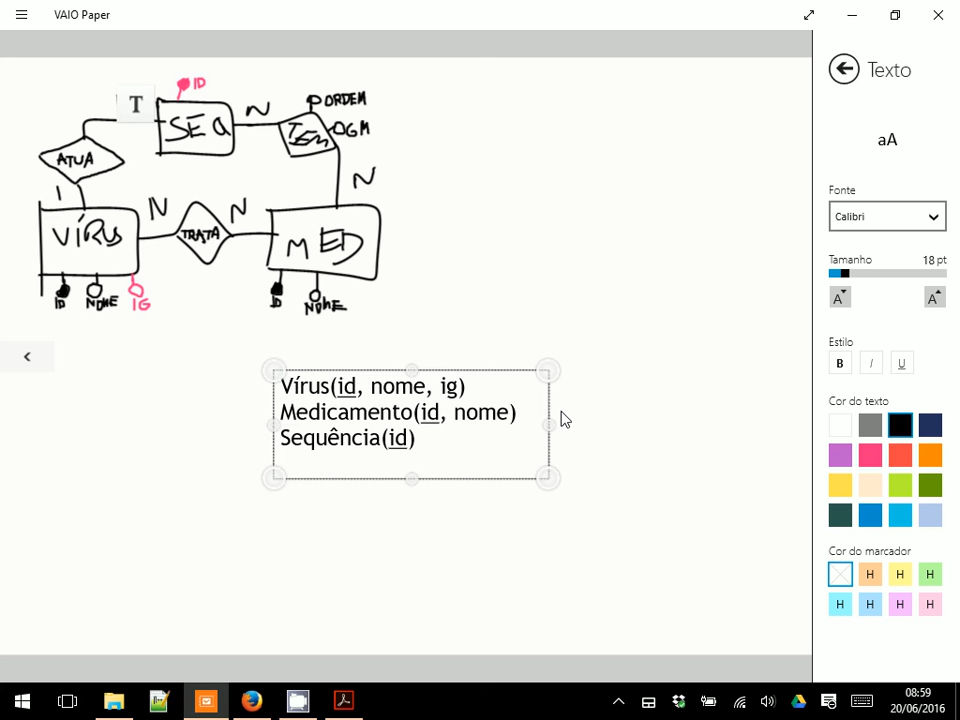 VAIO Paper
Texto
aA
Fonte
Calibri
Tamanho 18 pt
A A
Estilo
B I U
Cor do texto
Cor do marcador
H H H
H H H H
T
ID
SEQ
N
TEM
ORDEM
DGM
ATUA
1
N
VÍRUS
N
TRATA
N
MED
ID NOME IG
ID NOME
Vírus(id, nome, ig)
Medicamento(id, nome)
Sequência(id)
08:59
20/06/2016